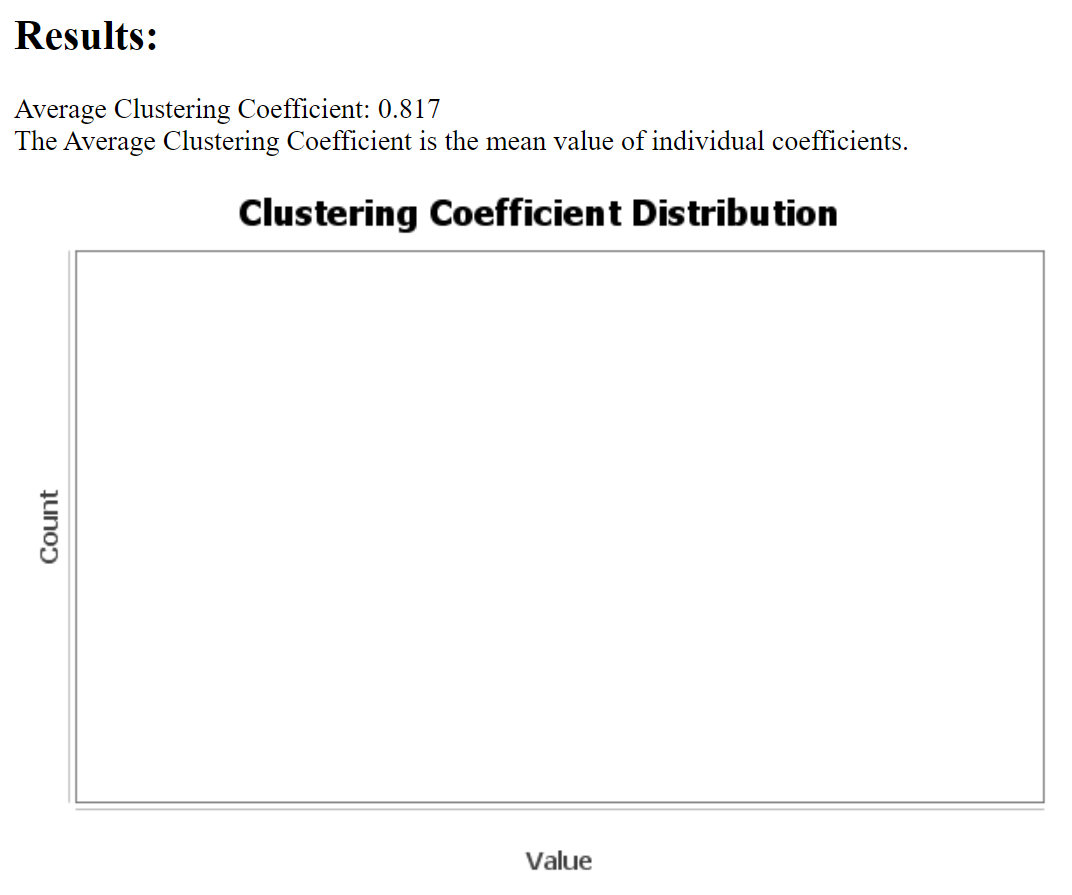 Results:
Average Clustering Coefficient: 0.817
The Average Clustering Coefficient is the mean value of individual coefficients.
Clustering Coefficient Distribution
Count
Value